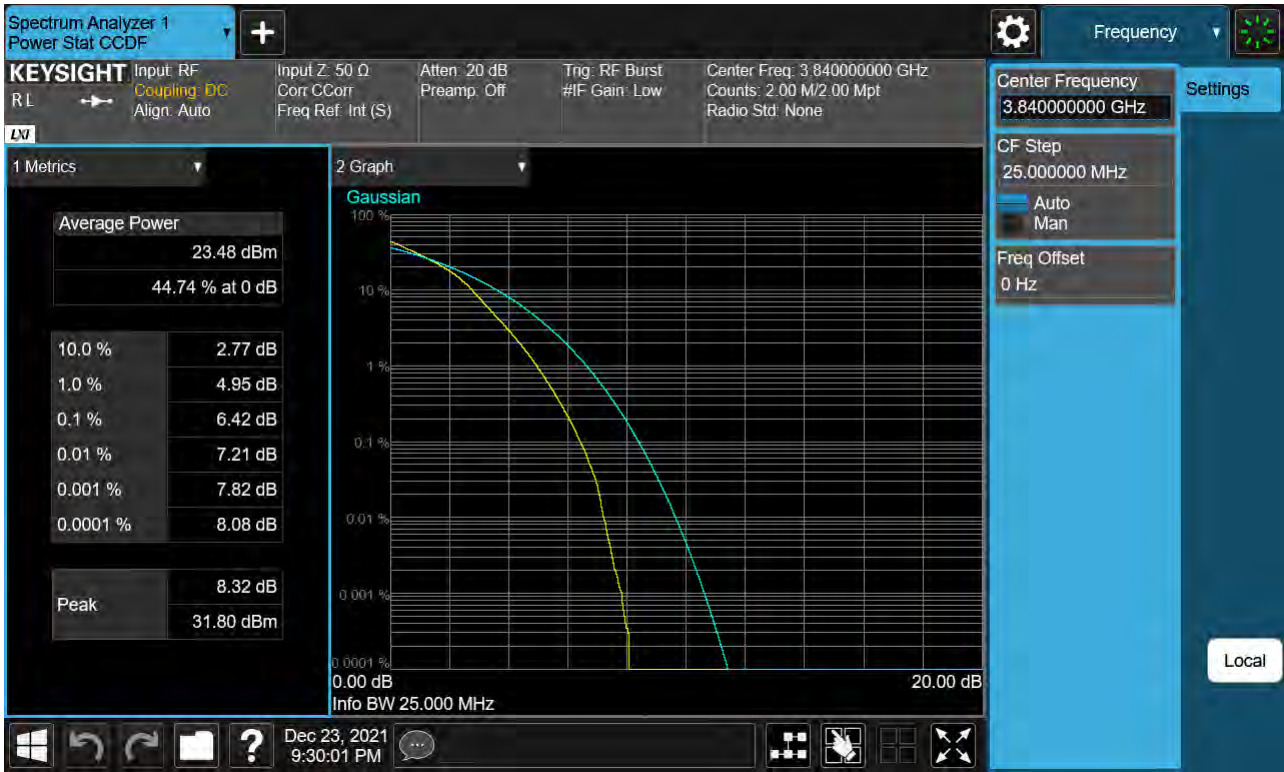 Spectrum Analyzer 1
Power Stat CCDF
Frequency
KEYSIGHT
RL
LXI
Input: RF
Coupling: DC
Align: Auto
Input Z: 50 Ω
Corr CCorr
Freq Ref: Int (S)
Atten: 20 dB
Preamp: Off
Trig: RF Burst
#IF Gain: Low
Center Freq: 3.840000000 GHz
Counts: 2.00 M/2.00 Mpt
Radio Std: None
Center Frequency
3.840000000 GHz
Settings
CF Step
25.000000 MHz
Auto
Man
Freq Offset
0 Hz
1 Metrics
Average Power
23.48 dBm
44.74 % at 0 dB
10.0 % 2.77 dB
1.0 % 4.95 dB
0.1 % 6.42 dB
0.01 % 7.21 dB
0.001 % 7.82 dB
0.0001 % 8.08 dB
Peak
8.32 dB
31.80 dBm
2 Graph
Gaussian
100 %
10 %
1 %
0.1 %
0.01 %
0.001 %
0.0001 %
0.00 dB 20.00 dB
Info BW 25.000 MHz
Local
?
Dec 23, 2021
9:30:01 PM